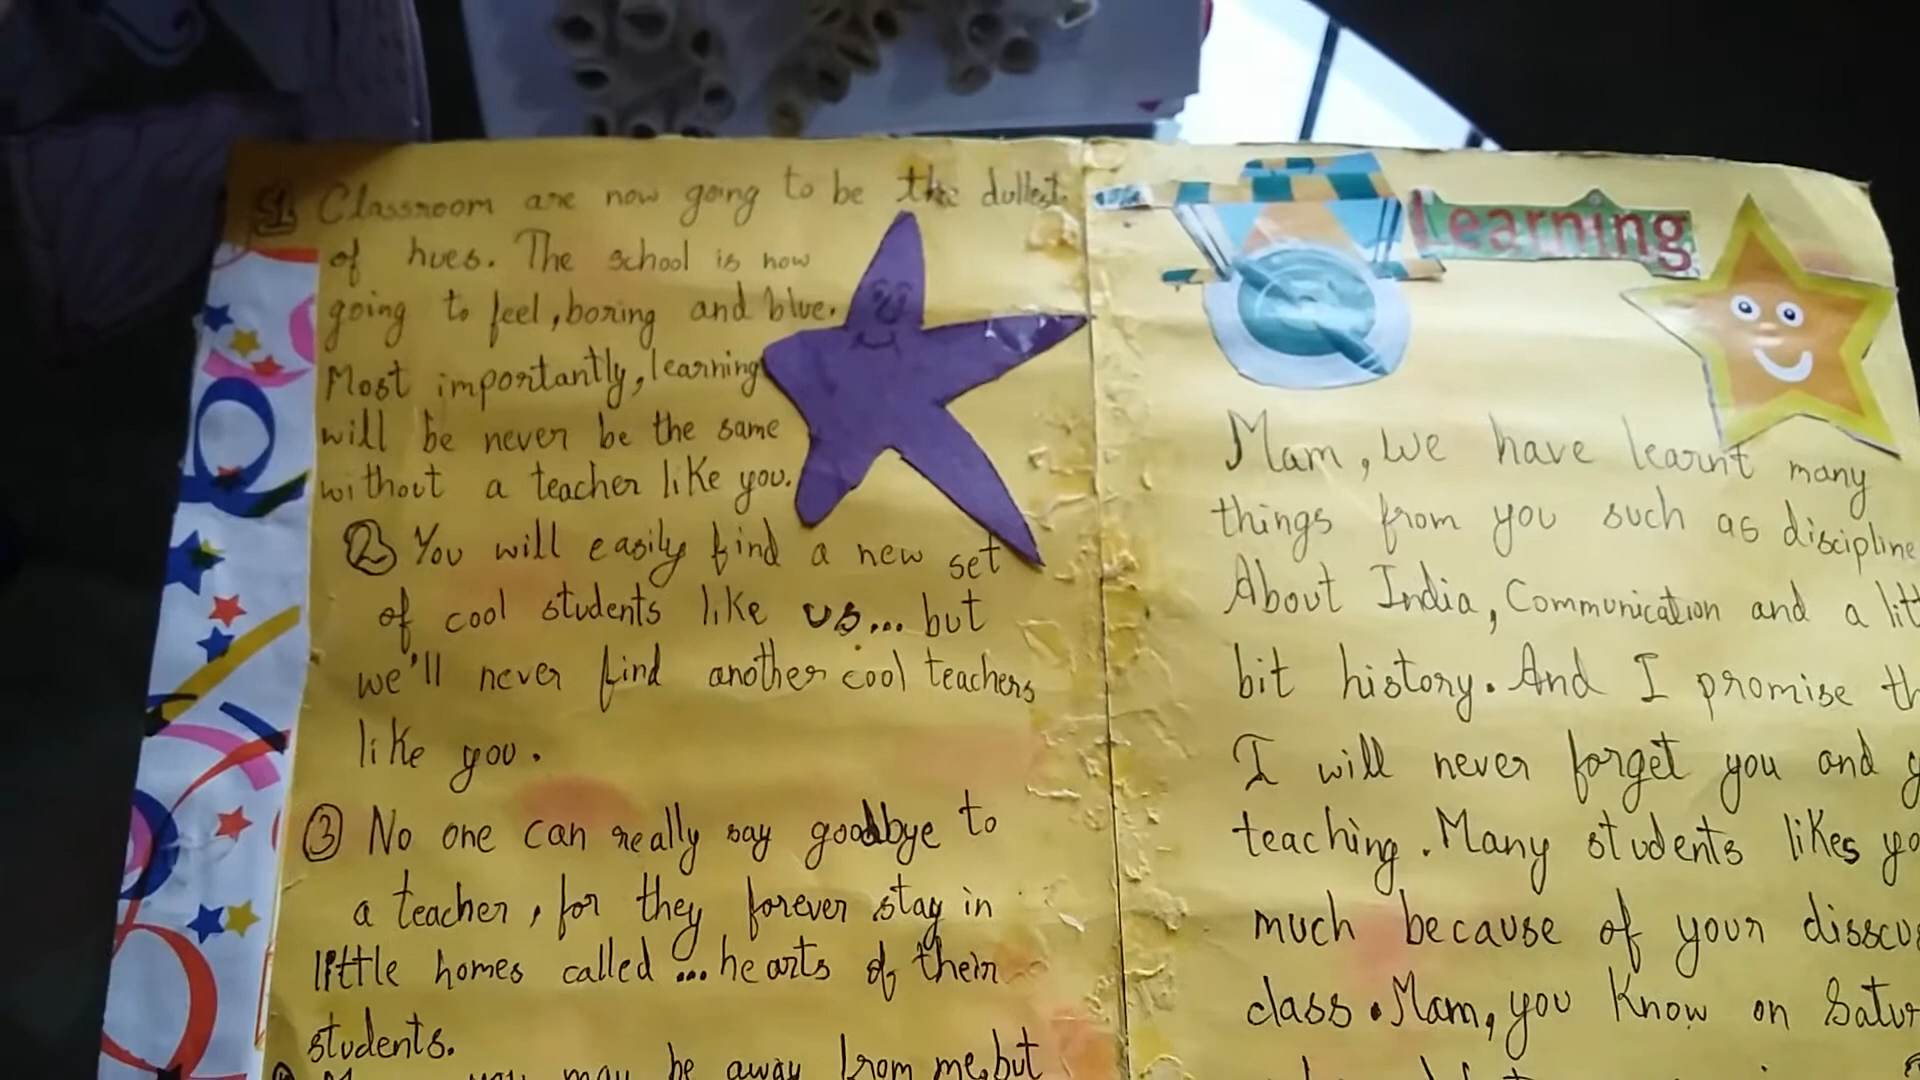 1 Classroom are now going to be the dullest
of hues. The school is now
going to feel, boring and blue.
Most importantly, learning
will be never be the same
without a teacher like you.
2 You will easily find a new set
of cool students like us... but
we'll never find another cool teachers
like you.
3 No one can really say goodbye to
a teacher, for they forever stay in
little homes called ... hearts of their
students.
you may be away from me, but
Learning
Mam, we have learnt many
things from you such as discipline
About India, Communication and a
bit history. And I promise
I will never forget you and
teaching. Many students likes
much because of your
class. Mam, you know on